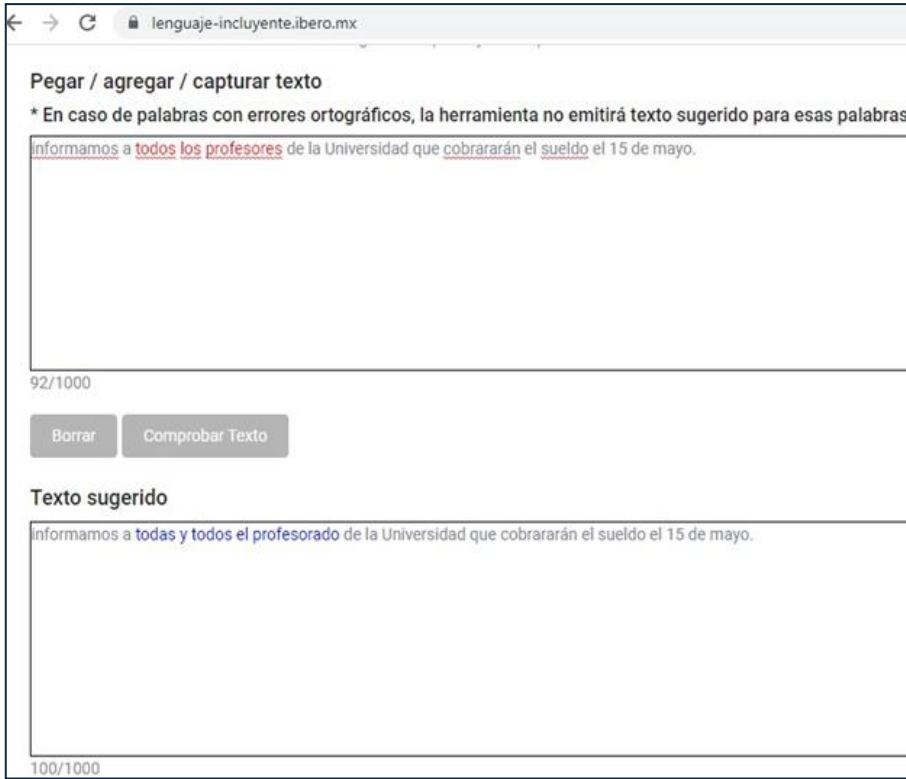 lenguaje-incluyente.ibero.mx
Pegar / agregar / capturar texto
* En caso de palabras con errores ortográficos, la herramienta no emitirá texto sugerido para esas palabras
informamos a todos los profesores de la Universidad que cobrararán el sueldo el 15 de mayo.
92/1000
Borrar Comprobar Texto
Texto sugerido
informamos a todas y todos el profesorado de la Universidad que cobrararán el sueldo el 15 de mayo.
100/1000